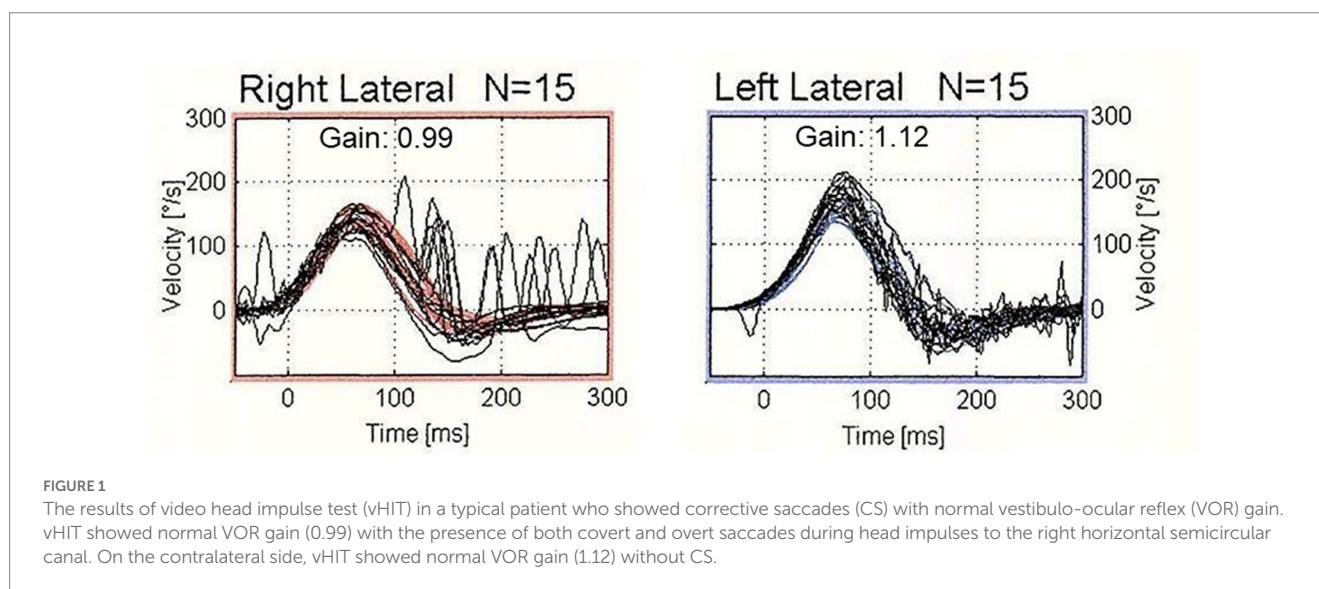 Right Lateral N=15
300
200
100
0
Velocity [°/s]
Gain: 0.99
0 100 200 300
Time [ms]
Left Lateral N=15
Gain: 1.12
300
200
100
0
Velocity [°/s]
0 100 200 300
Time [ms]
FIGURE 1
The results of video head impulse test (vHIT) in a typical patient who showed corrective saccades (CS) with normal vestibulo-ocular reflex (VOR) gain.
vHIT showed normal VOR gain (0.99) with the presence of both covert and overt saccades during head impulses to the right horizontal semicircular
canal. On the contralateral side, vHIT showed normal VOR gain (1.12) without CS.